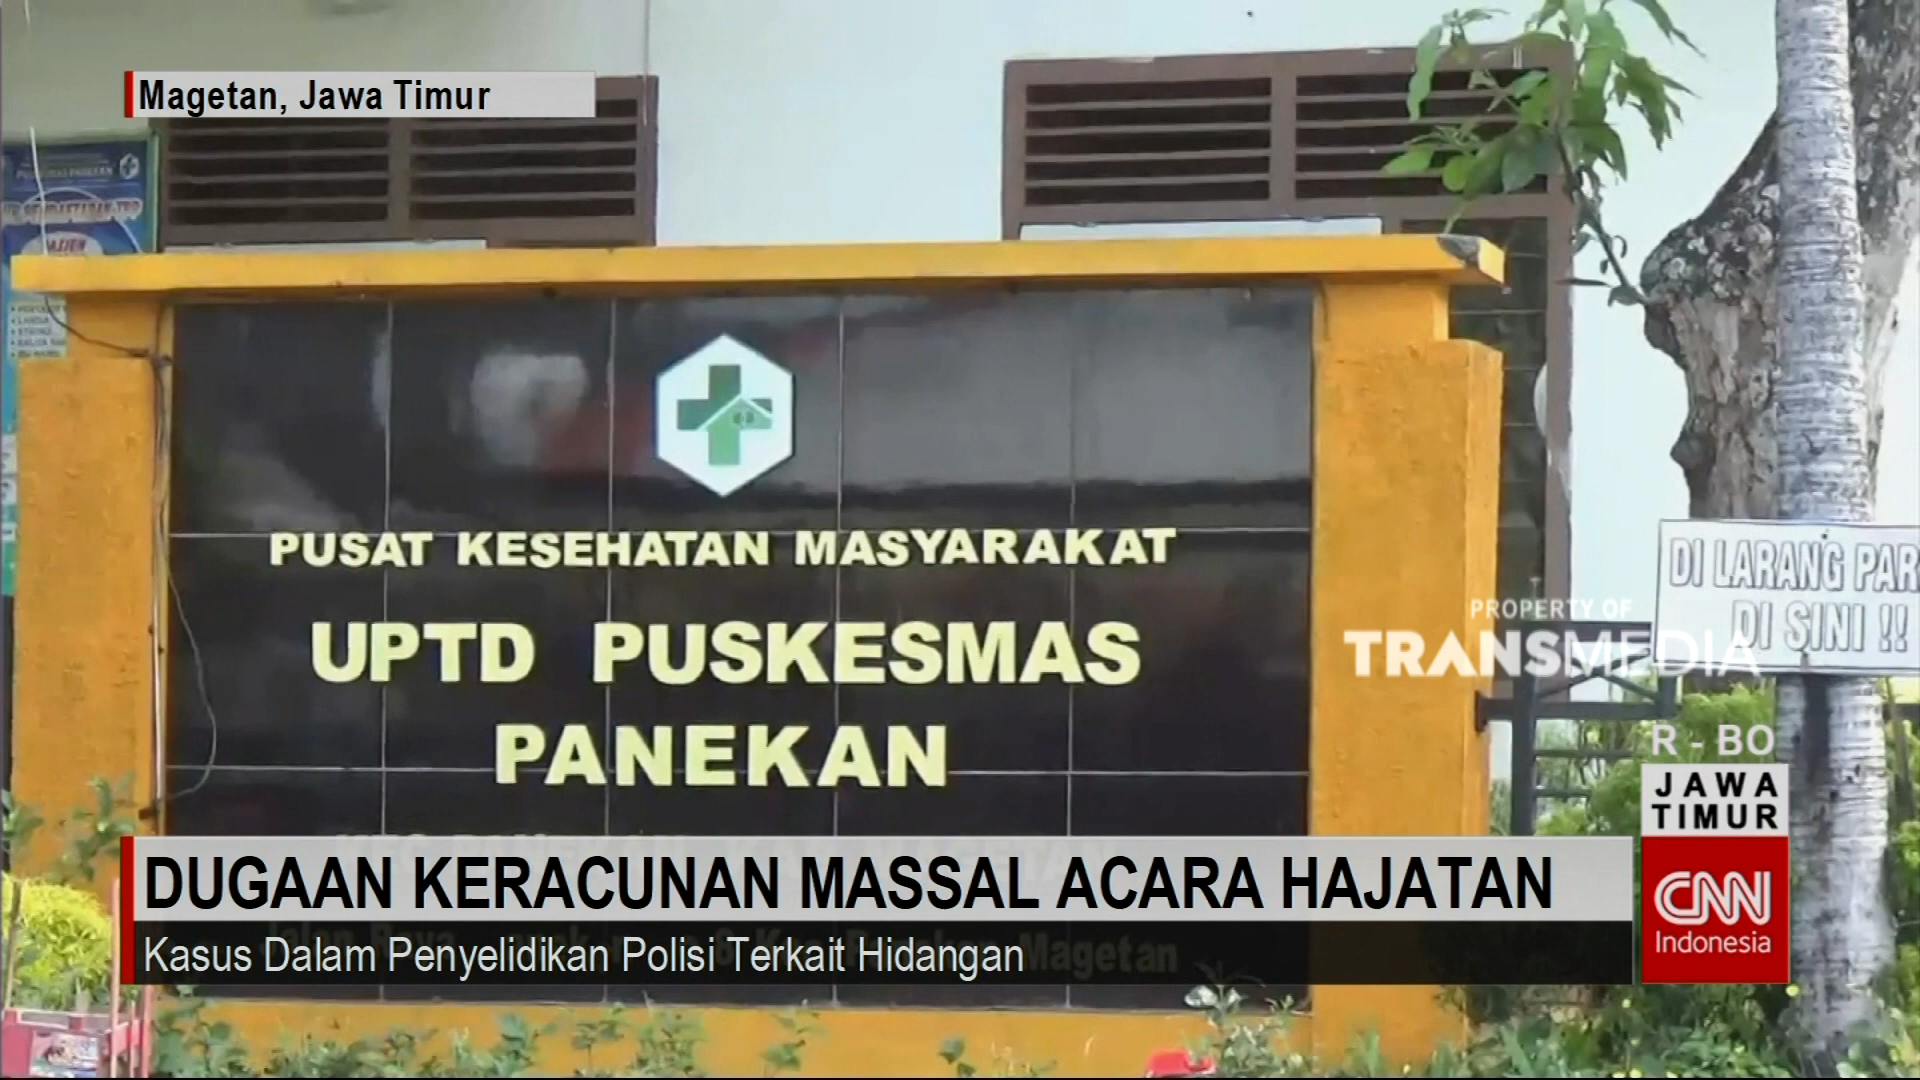 Magetan, Jawa Timur
PUSAT KESEHATAN MASYARAKAT
UPTD PUSKESMAS
PANEKAN
DI LARANG PAR
DI SINI !!
PROPERTY OF
TRANSMEDIA
R - BO
JAWA
TIMUR
DUGAAN KERACUNAN MASSAL ACARA HAJATAN
Kasus Dalam Penyelidikan Polisi Terkait Hidangan
Magetan
CNN
Indonesia